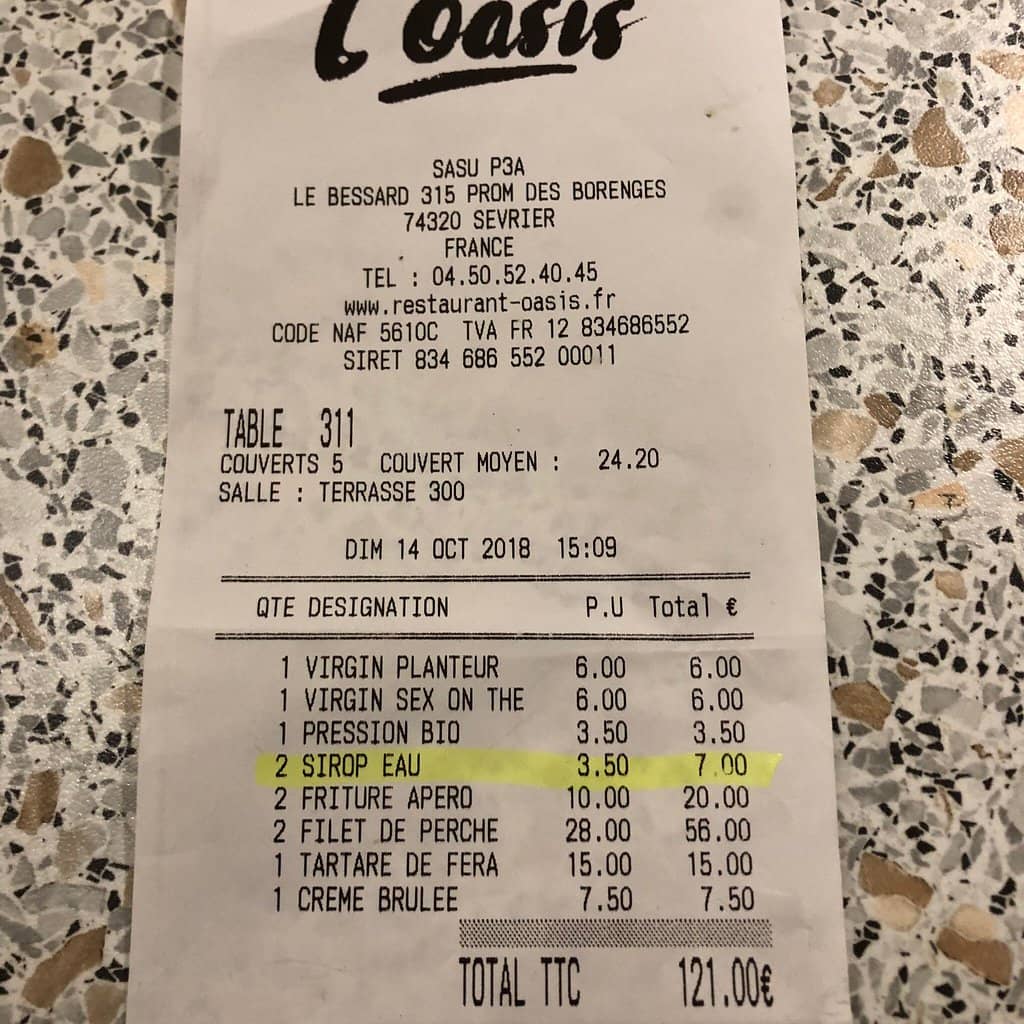 L'Oasis
SASU P3A
LE BESSARD 315 PROM DES BORENGES
74320 SEVRIER
FRANCE
TEL : 04.50.52.40.45
www.restaurant-oasis.fr
CODE NAF 5610C TVA FR 12 834686552
SIRET 834 686 552 00011
TABLE 311
COUVERTS 5 COUVERT MOYEN : 24.20
SALLE : TERRASSE 300
DIM 14 OCT 2018 15:09
QTE DESIGNATION P.U Total €
1 VIRGIN PLANTEUR 6.00 6.00
1 VIRGIN SEX ON THE 6.00 6.00
1 PRESSION BIO 3.50 3.50
2 SIROP EAU 3.50 7.00
2 FRITURE APERO 10.00 20.00
2 FILET DE PERCHE 28.00 56.00
1 TARTARE DE FERA 15.00 15.00
1 CREME BRULEE 7.50 7.50
TOTAL TTC 121.00€